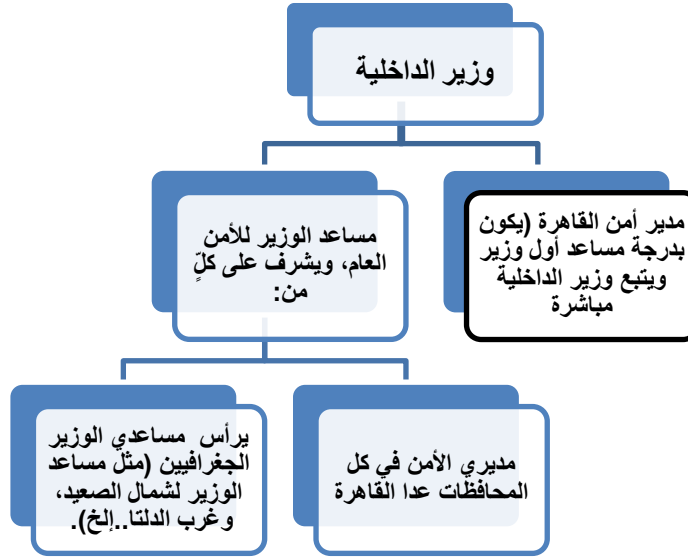 وزير الداخلية
مدير أمن القاهرة (يكون
بدرجة مساعد أول وزير
ويتبع وزير الداخلية
مباشرة
مساعد الوزير للأمن
العام، ويشرف على كلٍّ
من:
مديري الأمن في كل
المحافظات عدا القاهرة
يرأس مساعدي الوزير
الجغرافيين (مثل مساعد
الوزير لشمال الصعيد،
وغرب الدلتا..إلخ).